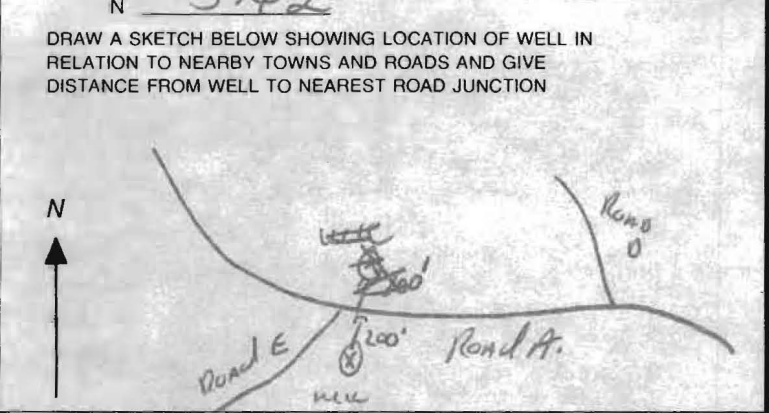 N
DRAW A SKETCH BELOW SHOWING LOCATION OF WELL IN
RELATION TO NEARBY TOWNS AND ROADS AND GIVE
DISTANCE FROM WELL TO NEAREST ROAD JUNCTION
N
Road D
Road E
200'
Road A.
well